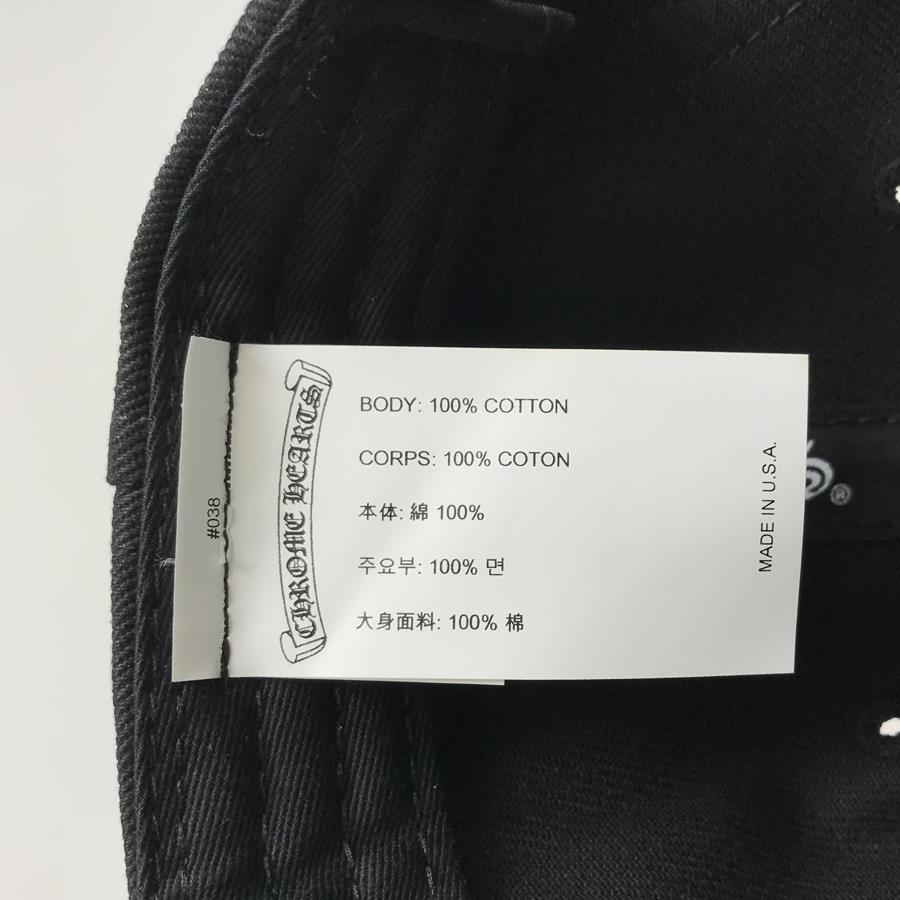 #038
CHROME HEARTS
BODY: 100% COTTON
CORPS: 100% COTON
本体: 綿 100%
주요부: 100% 면
大身面料: 100% 棉
MADE IN U.S.A.
®